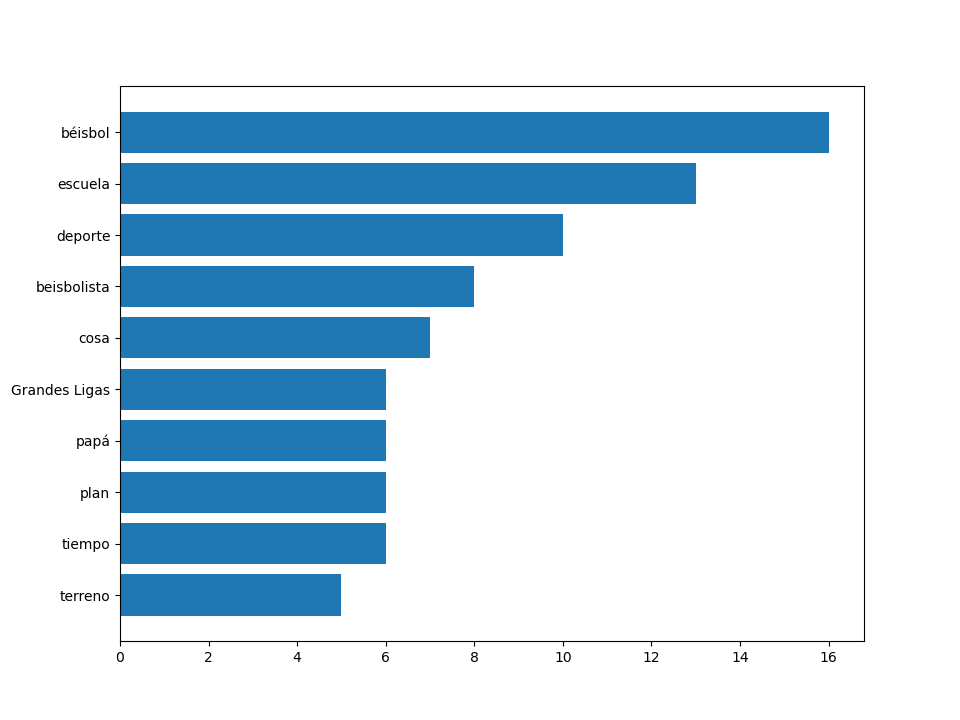 béisbol
escuela
deporte
beisbolista
cosa
Grandes Ligas
papá
plan
tiempo
terreno
0 2 4 6 8 10 12 14 16